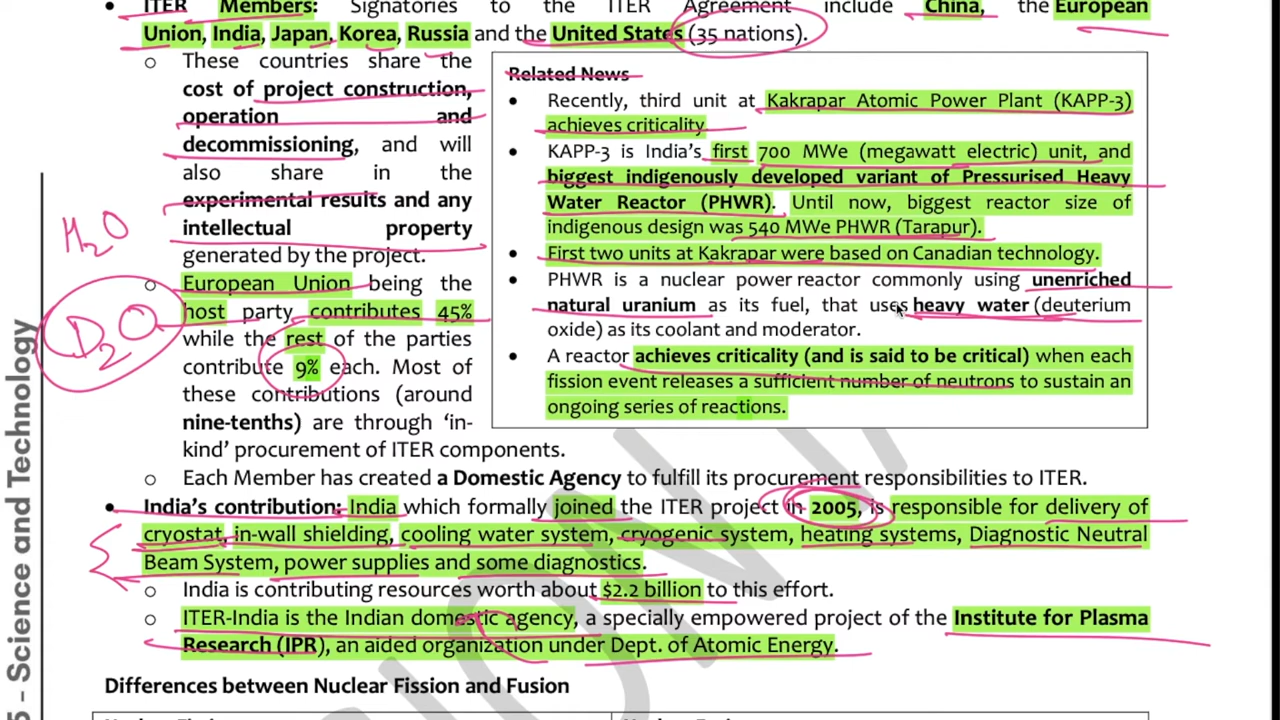 • ITER Members: Signatories to the ITER Agreement include China, the European
Union, India, Japan, Korea, Russia and the United States (35 nations).
o These countries share the
cost of project construction,
operation and
decommissioning, and will
also share in the
experimental results and any
intellectual property
generated by the project.
o European Union being the
host party contributes 45%
while the rest of the parties
contribute 9% each. Most of
these contributions (around
nine-tenths) are through ‘in-
kind’ procurement of ITER components.
Related News
• Recently, third unit at Kakrapar Atomic Power Plant (KAPP-3)
achieves criticality
• KAPP-3 is India’s first 700 MWe (megawatt electric) unit, and
biggest indigenously developed variant of Pressurised Heavy
Water Reactor (PHWR). Until now, biggest reactor size of
indigenous design was 540 MWe PHWR (Tarapur).
• First two units at Kakrapar were based on Canadian technology.
• PHWR is a nuclear power reactor commonly using unenriched
natural uranium as its fuel, that uses heavy water (deuterium
oxide) as its coolant and moderator.
• A reactor achieves criticality (and is said to be critical) when each
fission event releases a sufficient number of neutrons to sustain an
ongoing series of reactions.
H2O
D2O
o Each Member has created a Domestic Agency to fulfill its procurement responsibilities to ITER.
• India’s contribution: India which formally joined the ITER project in 2005, is responsible for delivery of
cryostat, in-wall shielding, cooling water system, cryogenic system, heating systems, Diagnostic Neutral
Beam System, power supplies and some diagnostics.
o India is contributing resources worth about $2.2 billion to this effort.
o ITER-India is the Indian domestic agency, a specially empowered project of the Institute for Plasma
Research (IPR), an aided organization under Dept. of Atomic Energy.
Differences between Nuclear Fission and Fusion
5 - Science and Technology